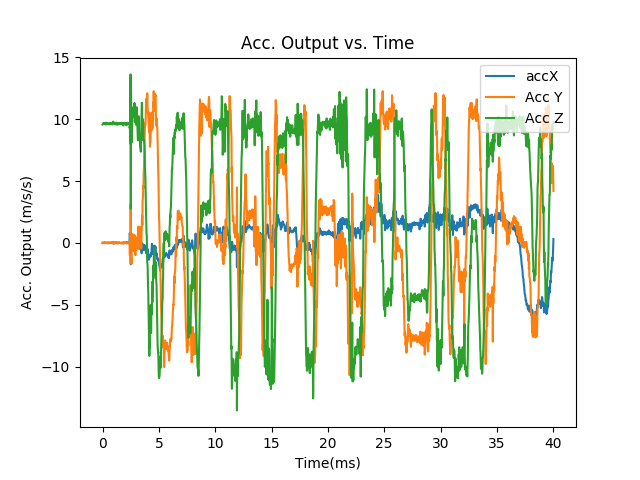 Acc. Output vs. Time
Acc. Output (m/s/s)
15
10
5
0
−5
−10
accX
Acc Y
Acc Z
0 5 10 15 20 25 30 35 40
Time(ms)